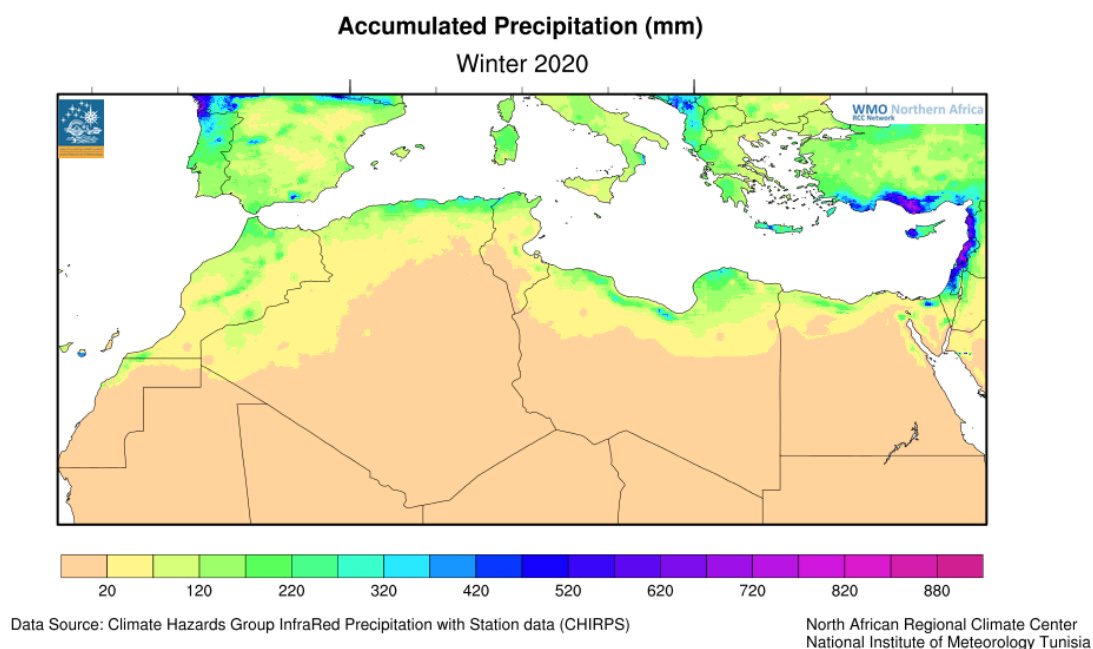 Accumulated Precipitation (mm)
Winter 2020
WMO Northern Africa
RCC Network
20 120 220 320 420 520 620 720 820 880
Data Source: Climate Hazards Group InfraRed Precipitation with Station data (CHIRPS)
North African Regional Climate Center
National Institute of Meteorology Tunisia